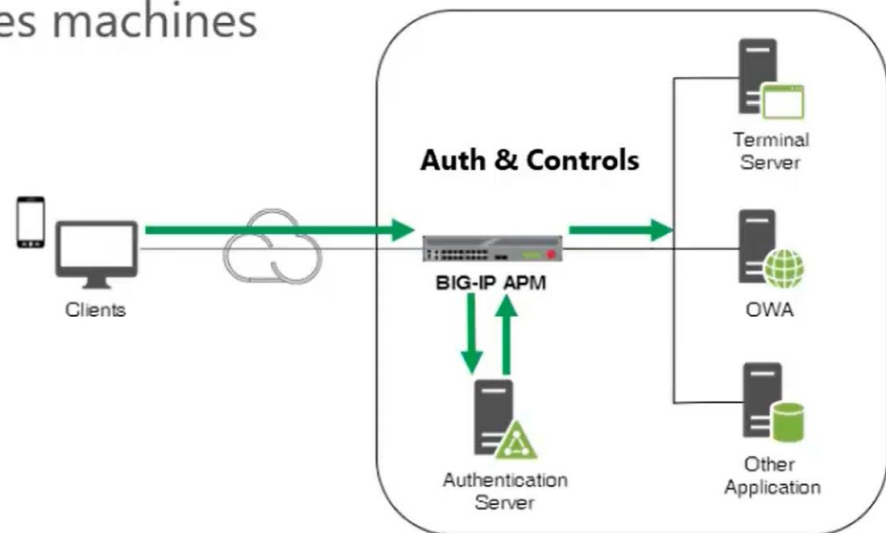 es machines
Auth & Controls
Terminal
Server
BIG-IP APM
Clients
OWA
Authentication
Server
Other
Application